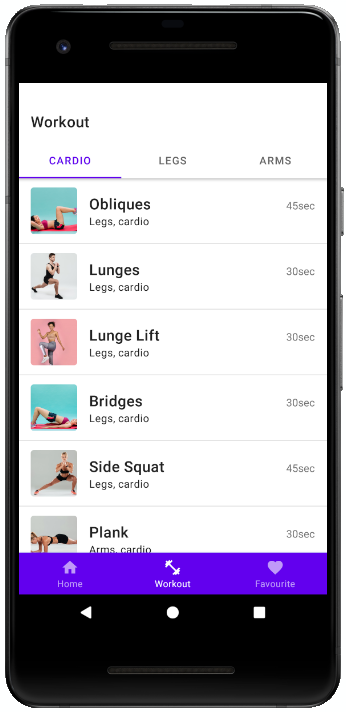 Workout
CARDIO LEGS ARMS
Obliques 45sec
Legs, cardio
Lunges 30sec
Legs, cardio
Lunge Lift 30sec
Legs, cardio
Bridges 30sec
Legs, cardio
Side Squat 45sec
Legs, cardio
Plank 30sec
Arms, cardio
Home Workout Favourite